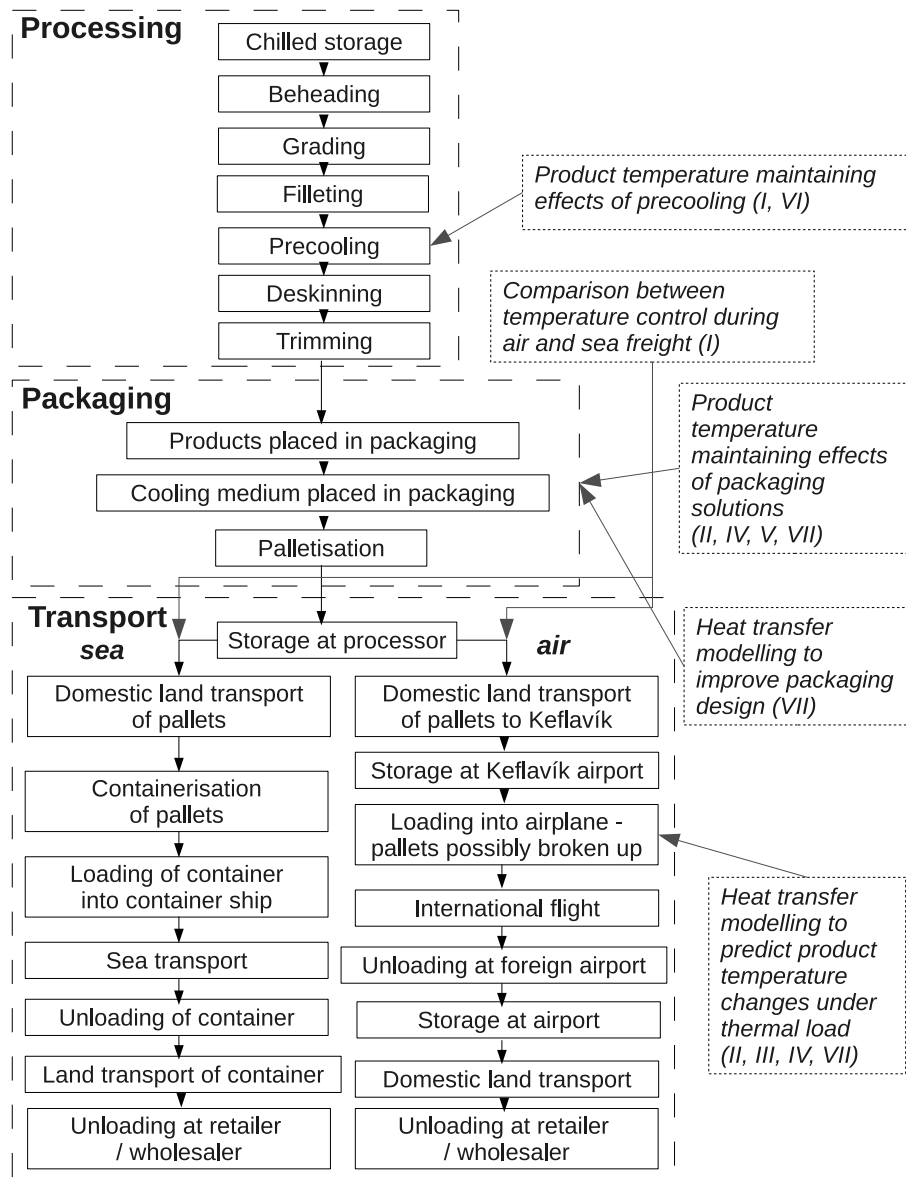 Processing
Chilled storage
Beheading
Grading
Filleting
Precooling
Deskinning
Trimming
Product temperature maintaining
effects of precooling (I, VI)
Comparison between
temperature control during
air and sea freight (I)
Packaging
Products placed in packaging
Cooling medium placed in packaging
Palletisation
Product
temperature
maintaining effects
of packaging
solutions
(II, IV, V, VII)
Heat transfer
modelling to
improve packaging
design (VII)
Transport
sea
Storage at processor
air
Domestic land transport
of pallets
Containerisation
of pallets
Loading of container
into container ship
Sea transport
Unloading of container
Land transport of container
Unloading at retailer
/ wholesaler
Domestic land transport
of pallets to Keflavík
Storage at Keflavík airport
Loading into airplane -
pallets possibly broken up
International flight
Unloading at foreign airport
Storage at airport
Domestic land transport
Unloading at retailer
/ wholesaler
Heat transfer
modelling to
predict product
temperature
changes under
thermal load
(II, III, IV, VII)